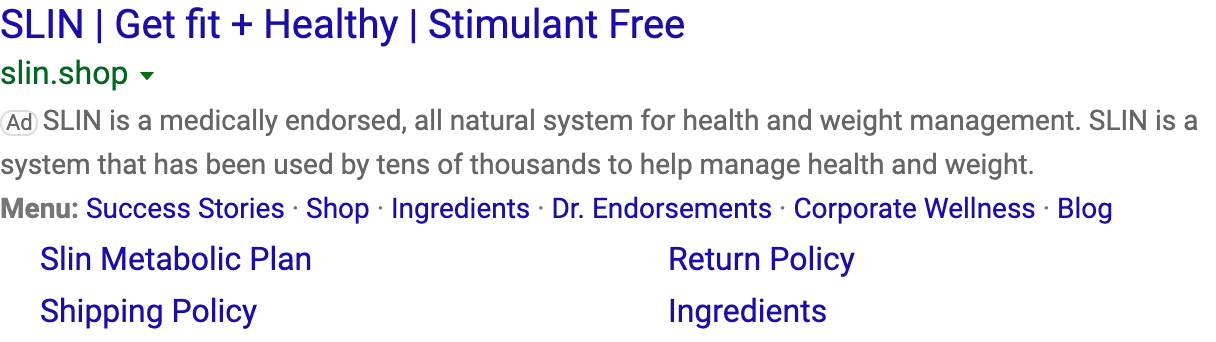 SLIN | Get fit + Healthy | Stimulant Free
slin.shop
Ad SLIN is a medically endorsed, all natural system for health and weight management. SLIN is a
system that has been used by tens of thousands to help manage health and weight.
Menu: Success Stories · Shop · Ingredients · Dr. Endorsements · Corporate Wellness · Blog
Slin Metabolic Plan Return Policy
Shipping Policy Ingredients